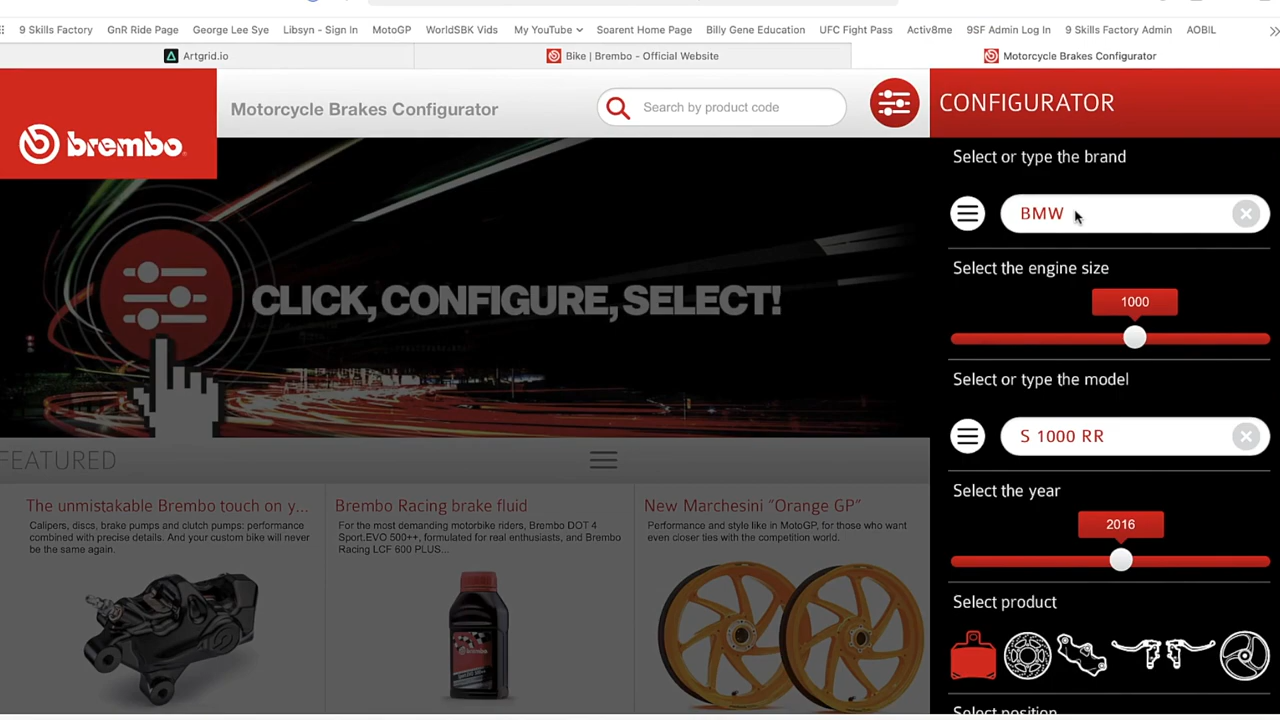 9 Skills Factory GnR Ride Page George Lee Sye Libsyn - Sign In MotoGP WorldSBK Vids My YouTube Soarent Home Page Billy Gene Education UFC Fight Pass Activ8me 9SF Admin Log In 9 Skills Factory Admin AOBIL
Artgrid.io Bike | Brembo - Official Website Motorcycle Brakes Configurator
brembo.
Motorcycle Brakes Configurator
Search by product code
CLICK, CONFIGURE, SELECT!
FEATURED
The unmistakable Brembo touch on y...
Calipers, discs, brake pumps and clutch pumps: performance
combined with precise details. And your custom bike will never
be the same again.
Brembo Racing brake fluid
For the most demanding motorbike riders, Brembo DOT 4
Sport.EVO 500++, formulated for real enthusiasts, and Brembo
Racing LCF 600 PLUS...
New Marchesini "Orange GP"
Performance and style like in MotoGP, for those who want
even closer ties with the competition world.
CONFIGURATOR
Select or type the brand
BMW
Select the engine size
1000
Select or type the model
S 1000 RR
Select the year
2016
Select product
Select position